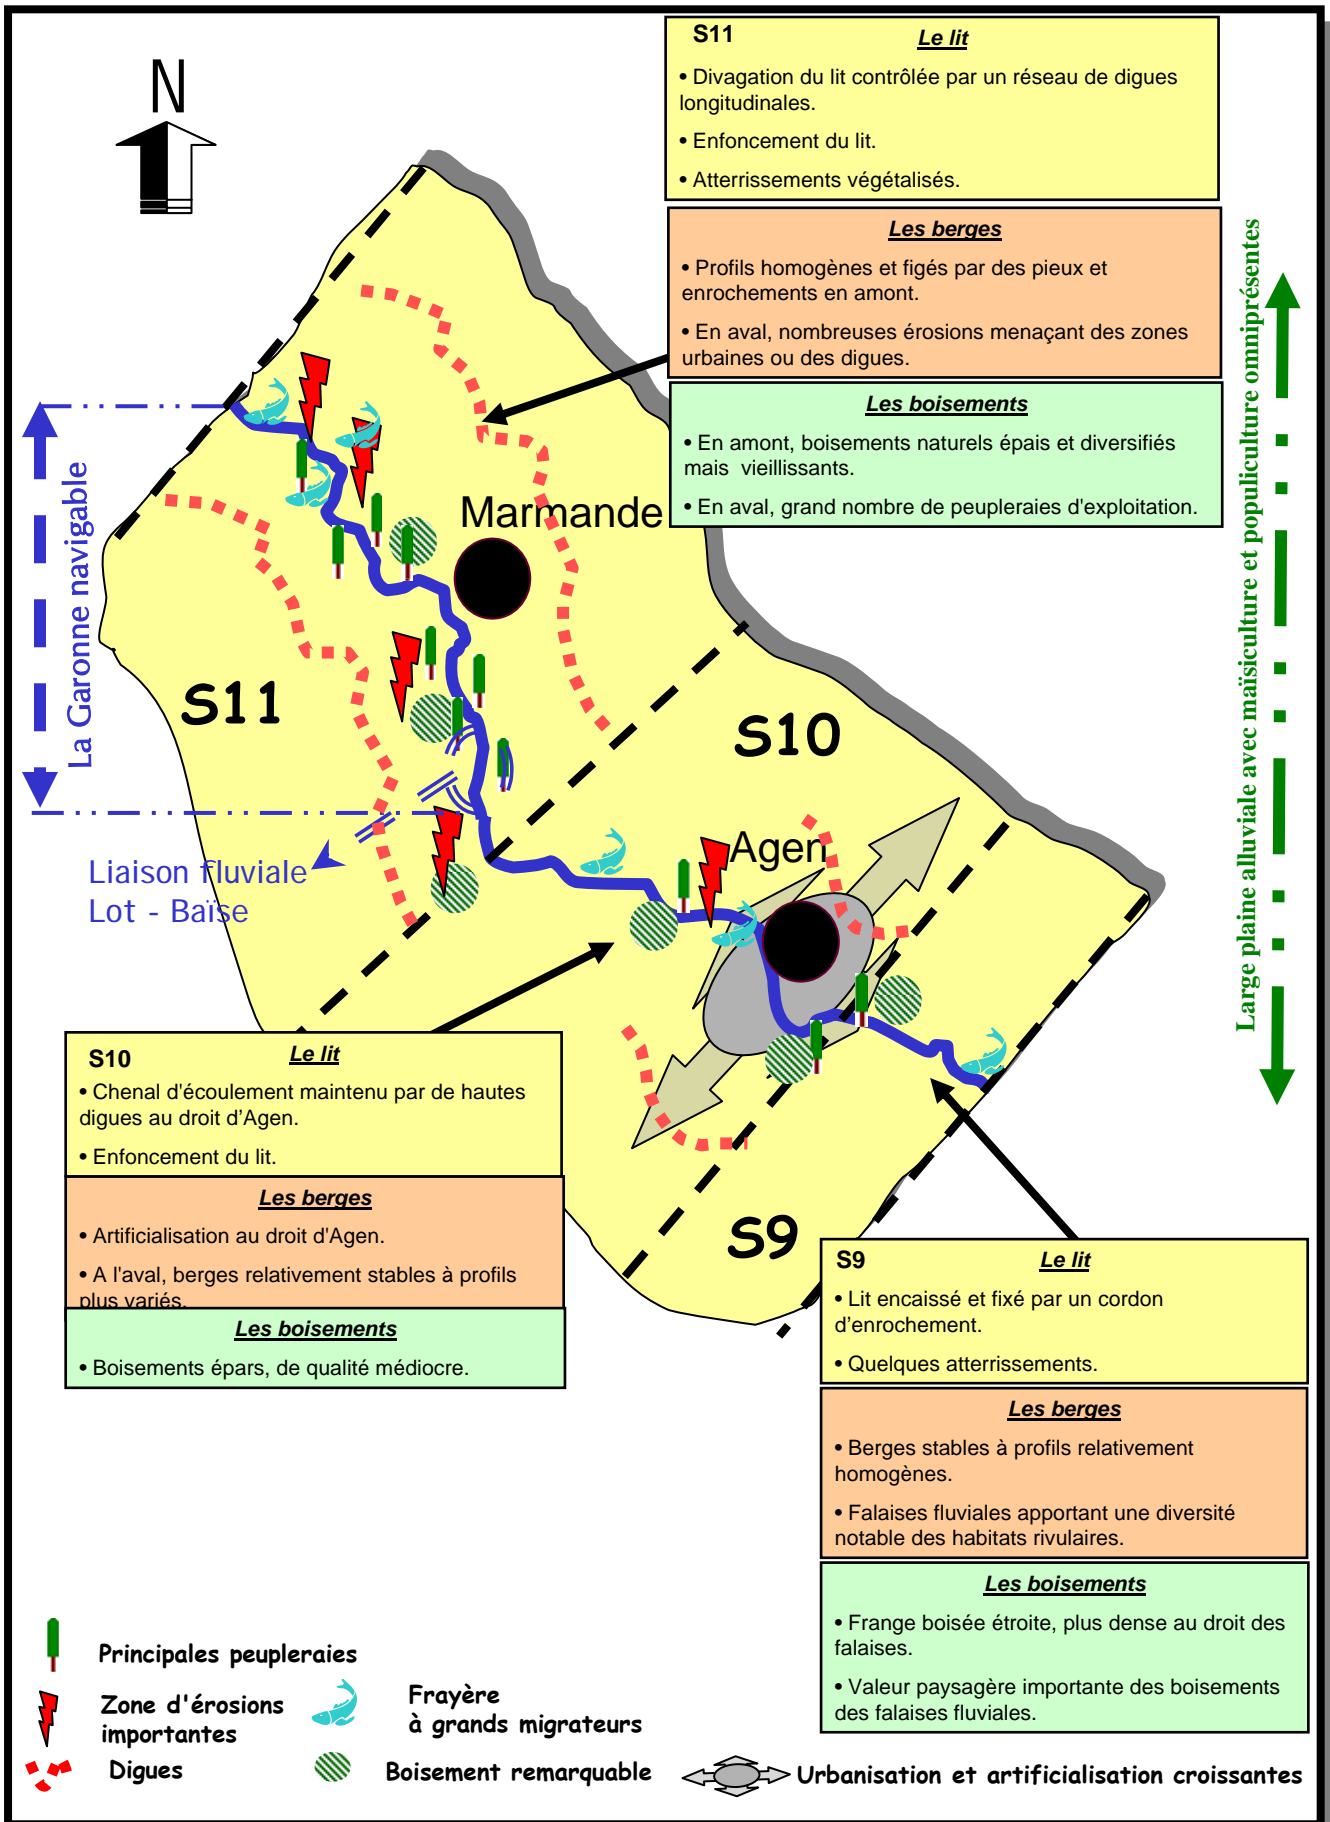 N
S11
Le lit
• Divagation du lit contrôlée par un réseau de digues
longitudinales.
• Enfoncement du lit.
• Atterrissements végétalisés.
Les berges
• Profils homogènes et figés par des pieux et
enrochements en amont.
• En aval, nombreuses érosions menaçant des zones
urbaines ou des digues.
Les boisements
• En amont, boisements naturels épais et diversifiés
mais vieillissants.
• En aval, grand nombre de peupleraies d'exploitation.
Large plaine alluviale avec maïsiculture et populiculture omniprésentes
La Garonne navigable
Marmande
S11
S10
Agen
Liaison fluviale
Lot - Baïse
S9
S10
Le lit
• Chenal d'écoulement maintenu par de hautes
digues au droit d'Agen.
• Enfoncement du lit.
Les berges
• Artificialisation au droit d'Agen.
• A l'aval, berges relativement stables à profils
plus variés.
Les boisements
• Boisements épars, de qualité médiocre.
S9
Le lit
• Lit encaissé et fixé par un cordon
d'enrochement.
• Quelques atterrissements.
Les berges
• Berges stables à profils relativement
homogènes.
• Falaises fluviales apportant une diversité
notable des habitats rivulaires.
Les boisements
• Frange boisée étroite, plus dense au droit des
falaises.
• Valeur paysagère importante des boisements
des falaises fluviales.
Principales peupleraies
Zone d'érosions
importantes
Frayère
à grands migrateurs
Digues
Boisement remarquable
Urbanisation et artificialisation croissantes